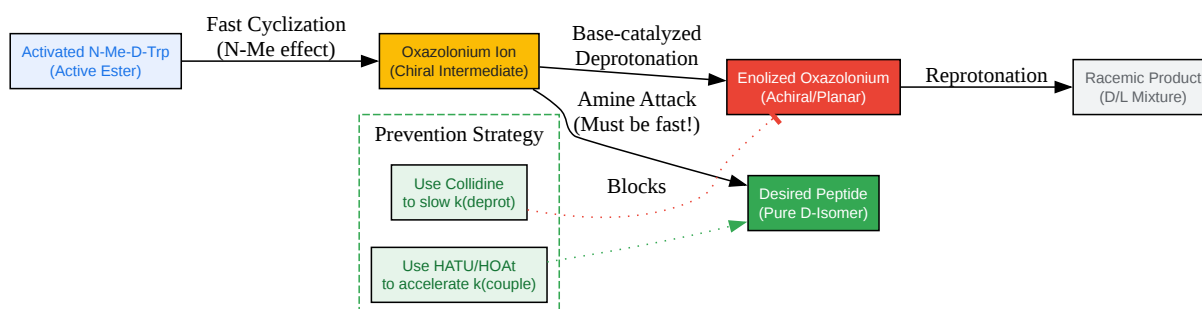 Activated N-Me-D-Trp
(Active Ester)
Fast Cyclization
(N-Me effect)
Oxazolonium Ion
(Chiral Intermediate)
Base-catalyzed
Deprotonation
Enolized Oxazolonium
(Achiral/Planar)
Reprotonation
Racemic Product
(D/L Mixture)
Amine Attack
(Must be fast!)
Prevention Strategy
Use Collidine
to slow k(deprot)
Blocks
Desired Peptide
(Pure D-Isomer)
Use HATU/HOAt
to accelerate k(couple)